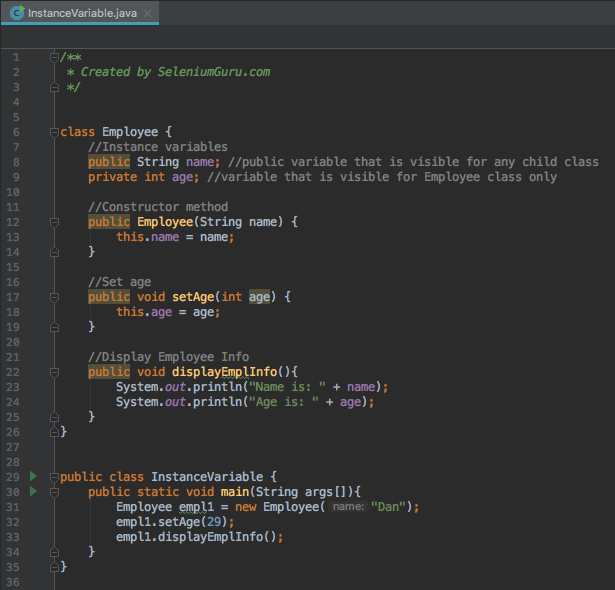 InstanceVariable.java
1 /**
2  * Created by SeleniumGuru.com
3  */
4
5
6 class Employee {
7     //Instance variables
8     public String name; //public variable that is visible for any child class
9     private int age; //variable that is visible for Employee class only
10
11     //Constructor method
12     public Employee(String name) {
13         this.name = name;
14     }
15
16     //Set age
17     public void setAge(int age) {
18         this.age = age;
19     }
20
21     //Display Employee Info
22     public void displayEmplInfo(){
23         System.out.println("Name is: " + name);
24         System.out.println("Age is: " + age);
25     }
26 }
27
28
29 public class InstanceVariable {
30     public static void main(String args[]){
31         Employee empl1 = new Employee( name: "Dan");
32         empl1.setAge(29);
33         empl1.displayEmplInfo();
34     }
35 }
36